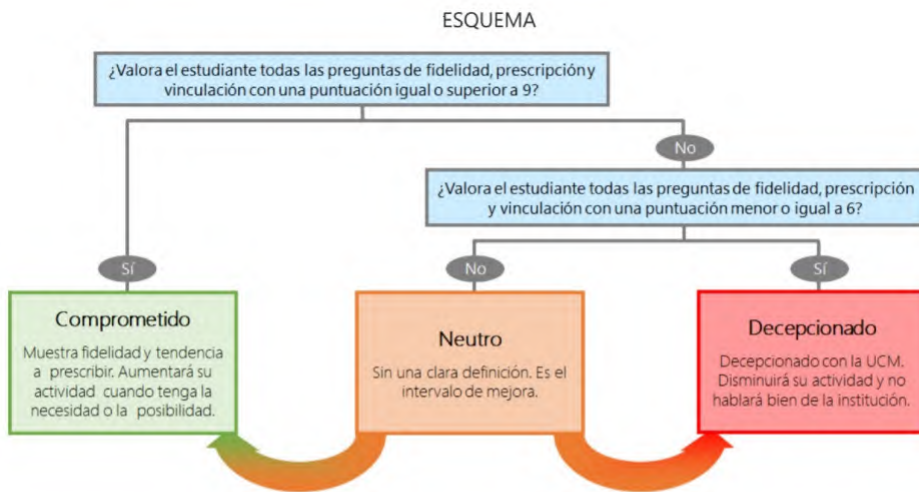 ESQUEMA
¿Valora el estudiante todas las preguntas de fidelidad, prescripción y
vinculación con una puntuación igual o superior a 9?
No
¿Valora el estudiante todas las preguntas de fidelidad, prescripción
y vinculación con una puntuación menor o igual a 6?
Sí
No
Sí
Comprometido
Muestra fidelidad y tendencia
a prescribir. Aumentará su
actividad cuando tenga la
necesidad o la posibilidad.
Neutro
Sin una clara definición. Es el
intervalo de mejora.
Decepcionado
Decepcionado con la UCM.
Disminuirá su actividad y no
hablará bien de la institución.